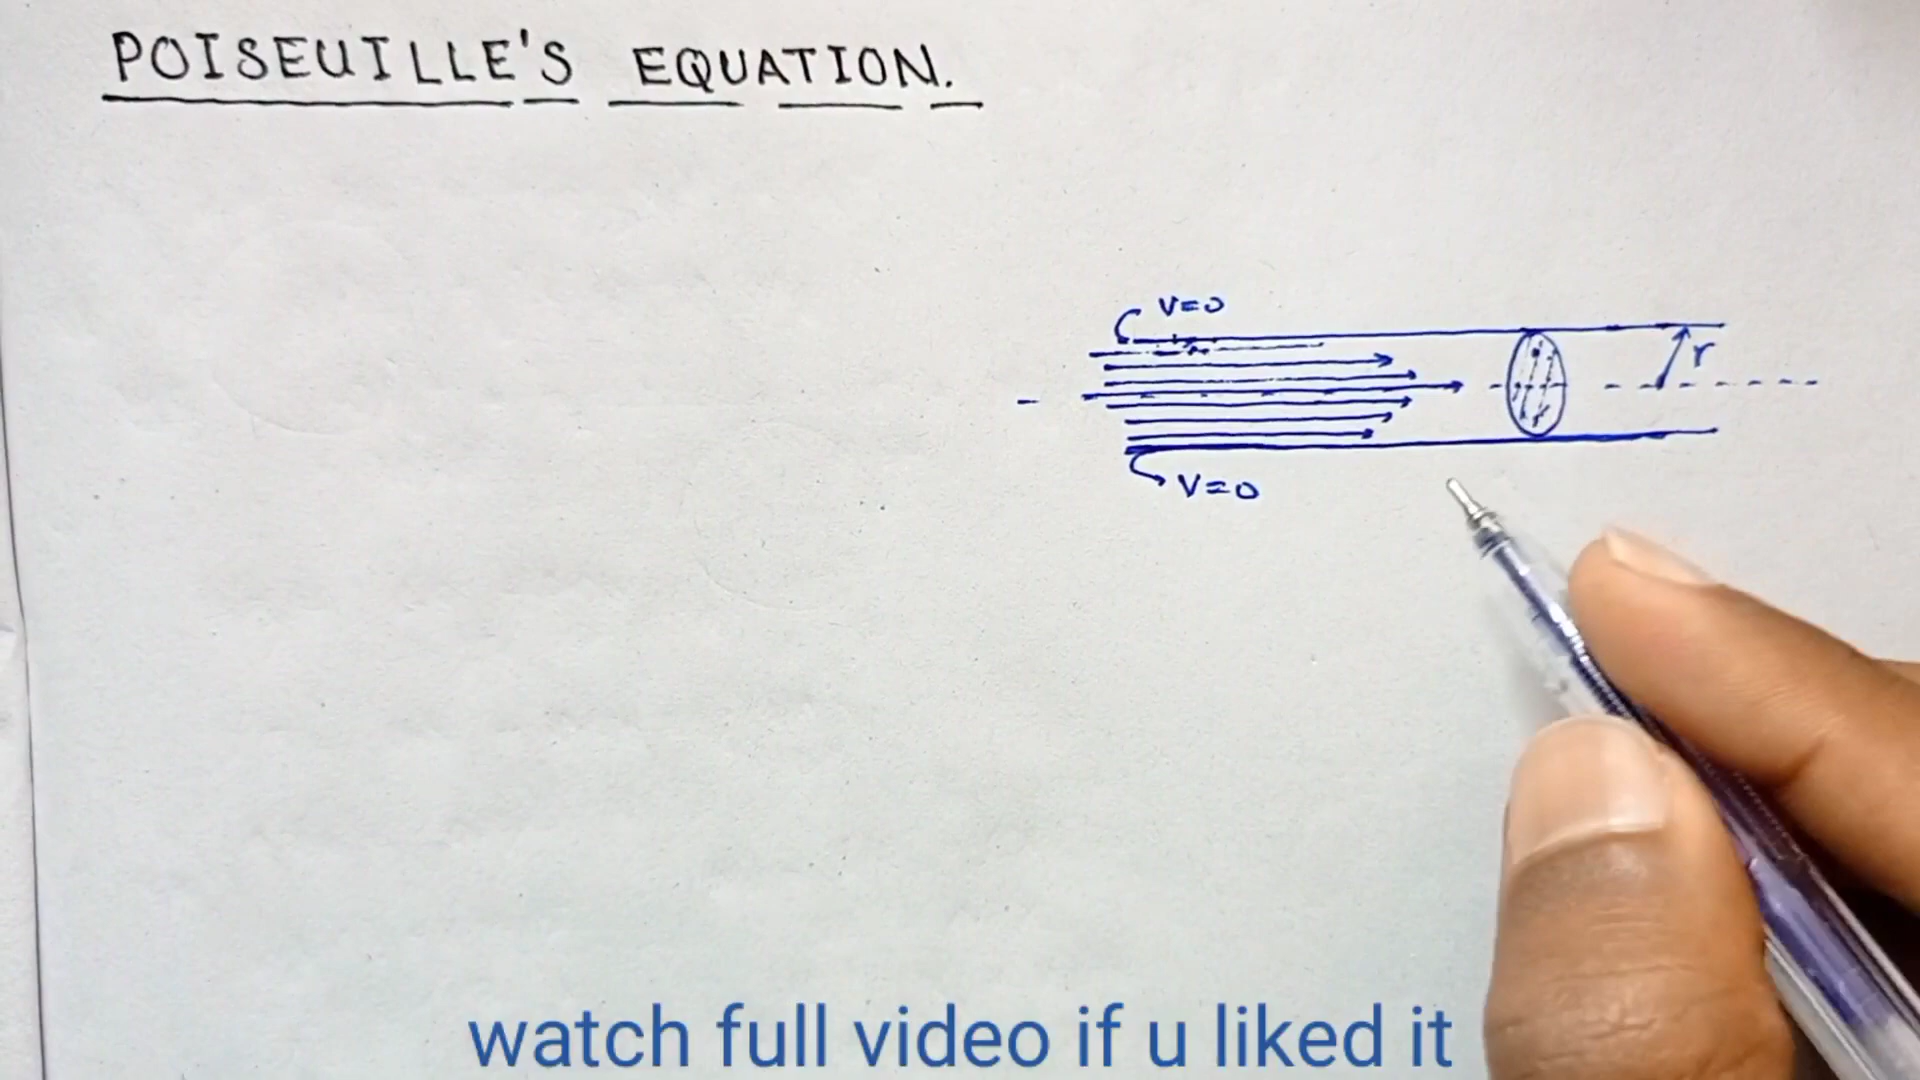 POISEUILLE'S EQUATION.
V=0
r
V=0
watch full video if u liked it